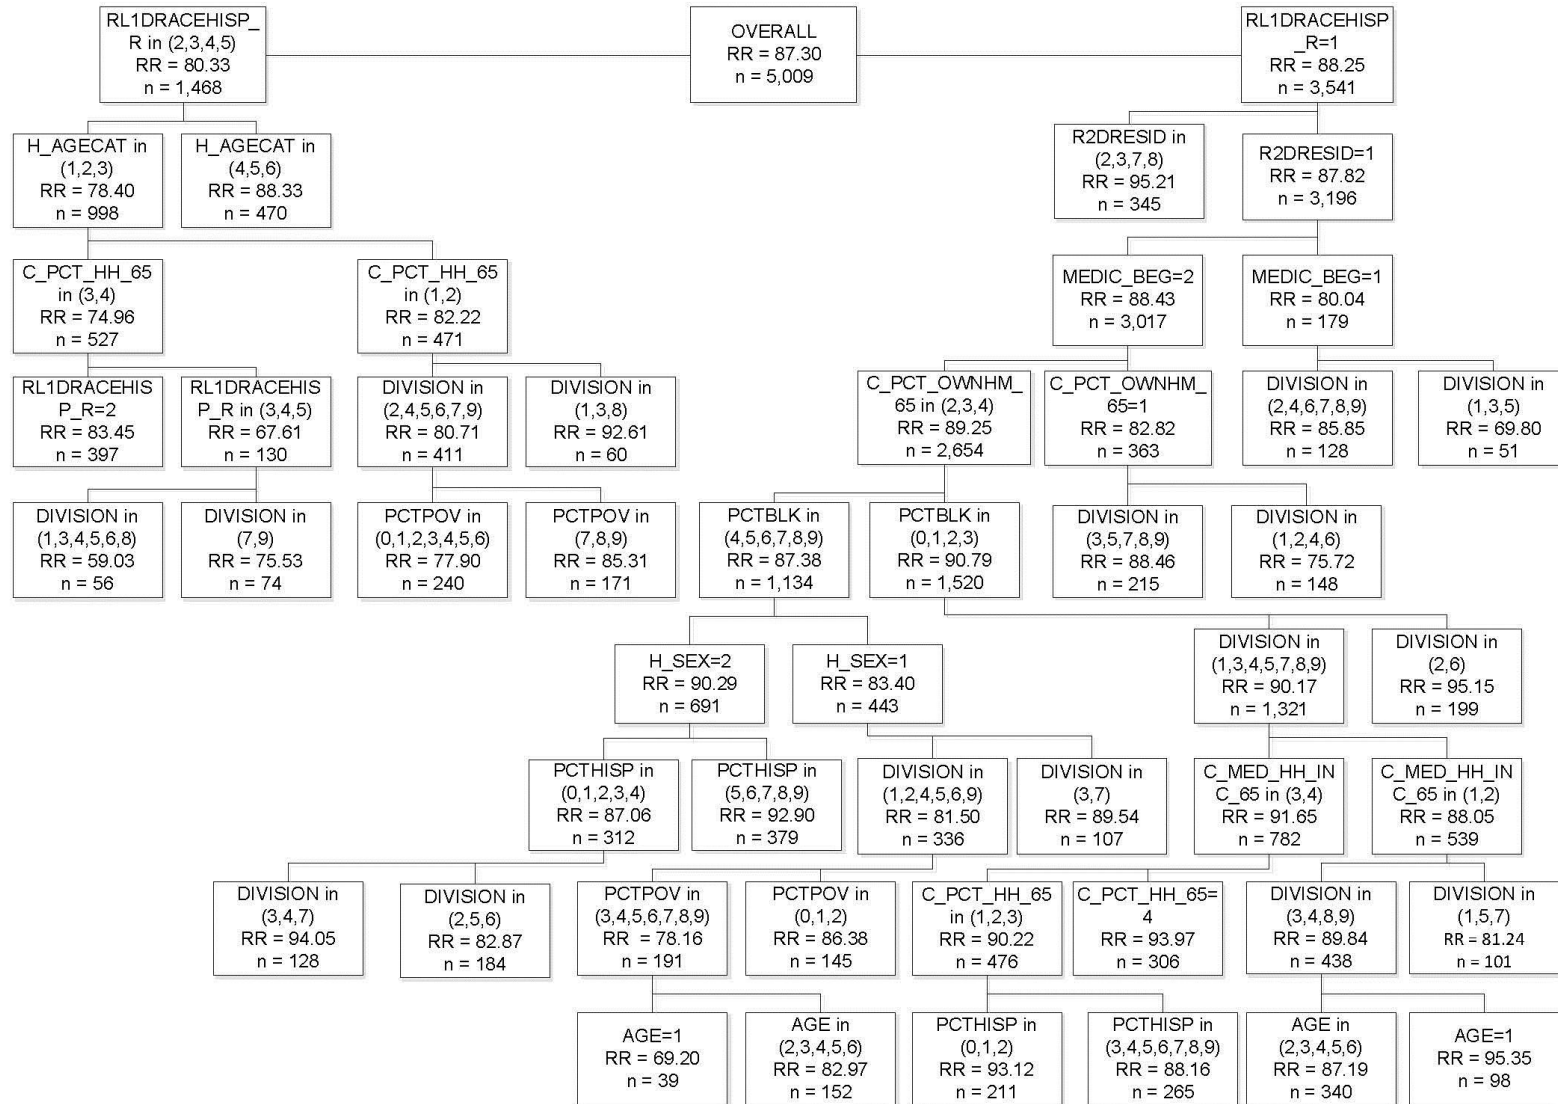 RL1DRACEHISP_
R in (2,3,4,5)
RR = 80.33
n = 1,468
OVERALL
RR = 87.30
n = 5,009
RL1DRACEHISP
_R=1
RR = 88.25
n = 3,541
H_AGECAT in
(1,2,3)
RR = 78.40
n = 998
H_AGECAT in
(4,5,6)
RR = 88.33
n = 470
R2DRESID in
(2,3,7,8)
RR = 95.21
n = 345
R2DRESID=1
RR = 87.82
n = 3,196
C_PCT_HH_65
in (3,4)
RR = 74.96
n = 527
C_PCT_HH_65
in (1,2)
RR = 82.22
n = 471
MEDIC_BEG=2
RR = 88.43
n = 3,017
MEDIC_BEG=1
RR = 80.04
n = 179
RL1DRACEHIS
P_R=2
RR = 83.45
n = 397
RL1DRACEHIS
P_R in (3,4,5)
RR = 67.61
n = 130
DIVISION in
(2,4,5,6,7,9)
RR = 80.71
n = 411
DIVISION in
(1,3,8)
RR = 92.61
n = 60
C_PCT_OWNHM_
65 in (2,3,4)
RR = 89.25
n = 2,654
C_PCT_OWNHM_
65=1
RR = 82.82
n = 363
DIVISION in
(2,4,6,7,8,9)
RR = 85.85
n = 128
DIVISION in
(1,3,5)
RR = 69.80
n = 51
DIVISION in
(1,3,4,5,6,8)
RR = 59.03
n = 56
DIVISION in
(7,9)
RR = 75.53
n = 74
PCTPOV in
(0,1,2,3,4,5,6)
RR = 77.90
n = 240
PCTPOV in
(7,8,9)
RR = 85.31
n = 171
PCTBLK in
(4,5,6,7,8,9)
RR = 87.38
n = 1,134
PCTBLK in
(0,1,2,3)
RR = 90.79
n = 1,520
DIVISION in
(3,5,7,8,9)
RR = 88.46
n = 215
DIVISION in
(1,2,4,6)
RR = 75.72
n = 148
H_SEX=2
RR = 90.29
n = 691
H_SEX=1
RR = 83.40
n = 443
DIVISION in
(1,3,4,5,7,8,9)
RR = 90.17
n = 1,321
DIVISION in
(2,6)
RR = 95.15
n = 199
PCTHISP in
(0,1,2,3,4)
RR = 87.06
n = 312
PCTHISP in
(5,6,7,8,9)
RR = 92.90
n = 379
DIVISION in
(1,2,4,5,6,9)
RR = 81.50
n = 336
DIVISION in
(3,7)
RR = 89.54
n = 107
C_MED_HH_IN
C_65 in (3,4)
RR = 91.65
n = 782
C_MED_HH_IN
C_65 in (1,2)
RR = 88.05
n = 539
DIVISION in
(3,4,7)
RR = 94.05
n = 128
DIVISION in
(2,5,6)
RR = 82.87
n = 184
PCTPOV in
(3,4,5,6,7,8,9)
RR = 78.16
n = 191
PCTPOV in
(0,1,2)
RR = 86.38
n = 145
C_PCT_HH_65
in (1,2,3)
RR = 90.22
n = 476
C_PCT_HH_65=
4
RR = 93.97
n = 306
DIVISION in
(3,4,8,9)
RR = 89.84
n = 438
DIVISION in
(1,5,7)
RR = 81.24
n = 101
AGE=1
RR = 69.20
n = 39
AGE in
(2,3,4,5,6)
RR = 82.97
n = 152
PCTHISP in
(0,1,2)
RR = 93.12
n = 211
PCTHISP in
(3,4,5,6,7,8,9)
RR = 88.16
n = 265
AGE in
(2,3,4,5,6)
RR = 87.19
n = 340
AGE=1
RR = 95.35
n = 98